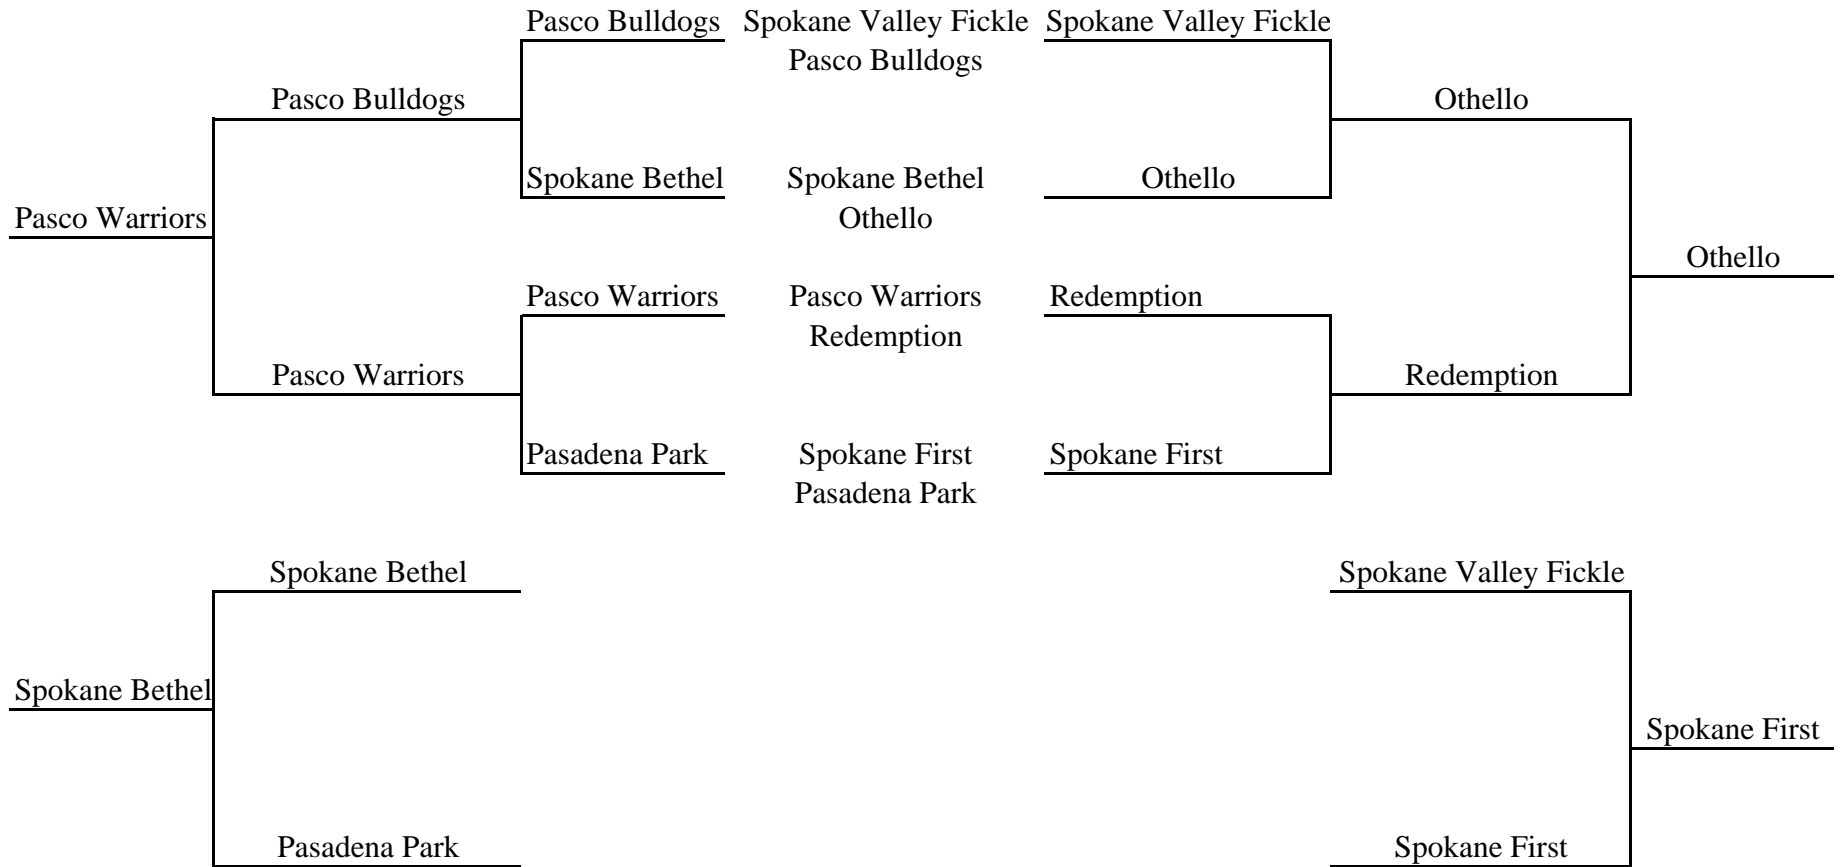 Pasco Bulldogs
Spokane Valley Fickle
Spokane Valley Fickle
Pasco Bulldogs
Pasco Bulldogs
Othello
Spokane Bethel
Spokane Bethel
Othello
Pasco Warriors
Othello
Othello
Pasco Warriors
Pasco Warriors
Redemption
Redemption
Pasco Warriors
Redemption
Pasadena Park
Spokane First
Spokane First
Pasadena Park
Spokane Bethel
Spokane Valley Fickle
Spokane Bethel
Spokane First
Pasadena Park
Spokane First